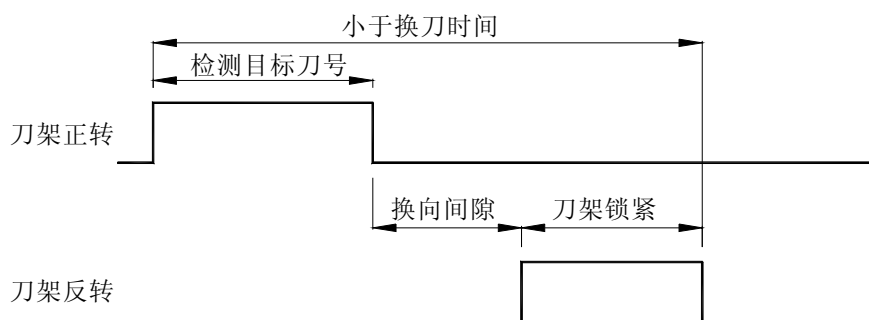 小于换刀时间
检测目标刀号
刀架正转
换向间隙
刀架锁紧
刀架反转